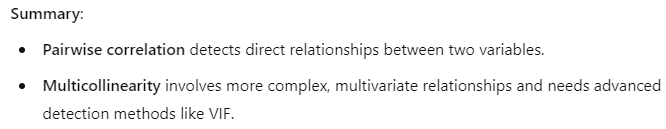 Summary:
• Pairwise correlation detects direct relationships between two variables.
• Multicollinearity involves more complex, multivariate relationships and needs advanced
detection methods like VIF.